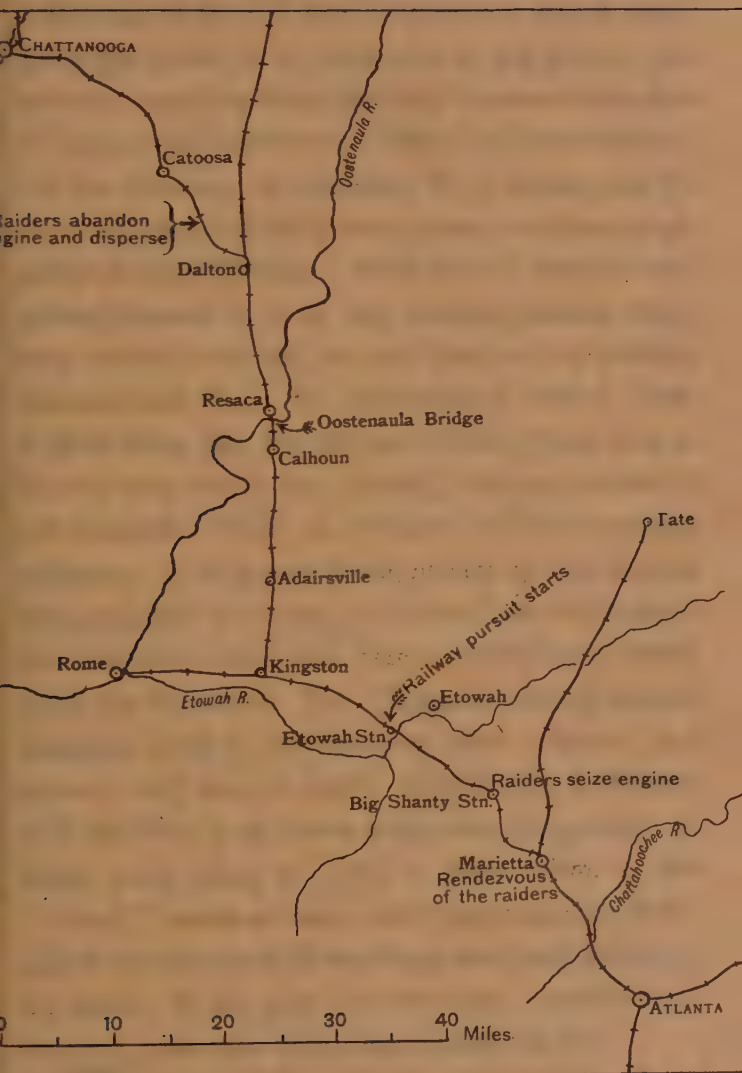 CHATTANOOGA
Oostenaula R.
Catoosa
Raiders abandon
engine and disperse
Dalton
Resaca
Oostenaula Bridge
Calhoun
Tate
Adairsville
Railway pursuit starts
Rome
Kingston
Etowah R.
Etowah
Etowah Stn.
Raiders seize engine
Big Shanty Stn.
Chattahoochee R
Marietta
Rendezvous
of the raiders
ATLANTA
0 10 20 30 40 Miles.